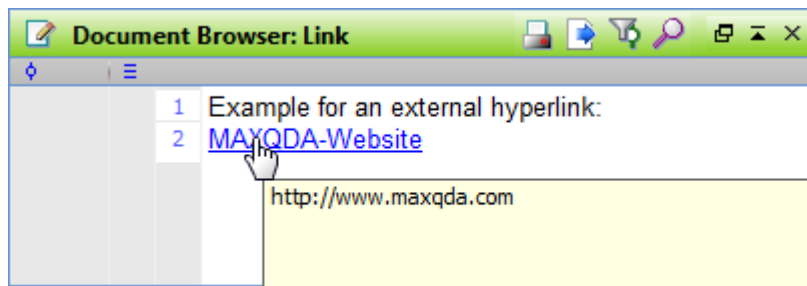 Document Browser: Link
1 Example for an external hyperlink:
2 MAXQDA-Website
http://www.maxqda.com